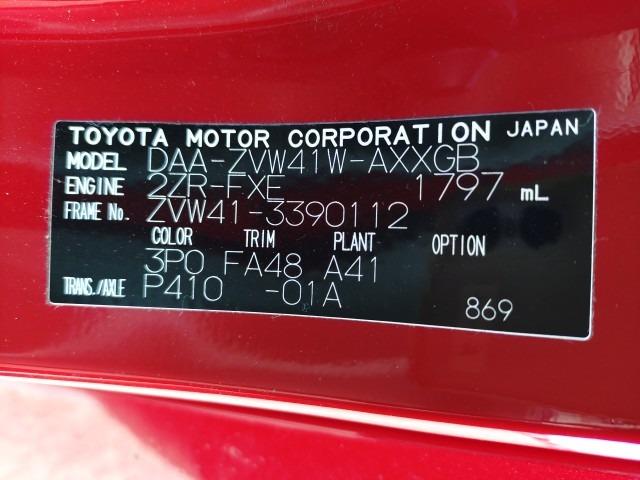 TOYOTA MOTOR CORPORATION JAPAN
MODEL DAA-ZVW41W-AXXGB
ENGINE 2ZR-FXE 1797 mL
FRAME No. ZVW41-3390112
COLOR TRIM PLANT OPTION
3P0 FA48 A41
TRANS./AXLE P410 -01A
869